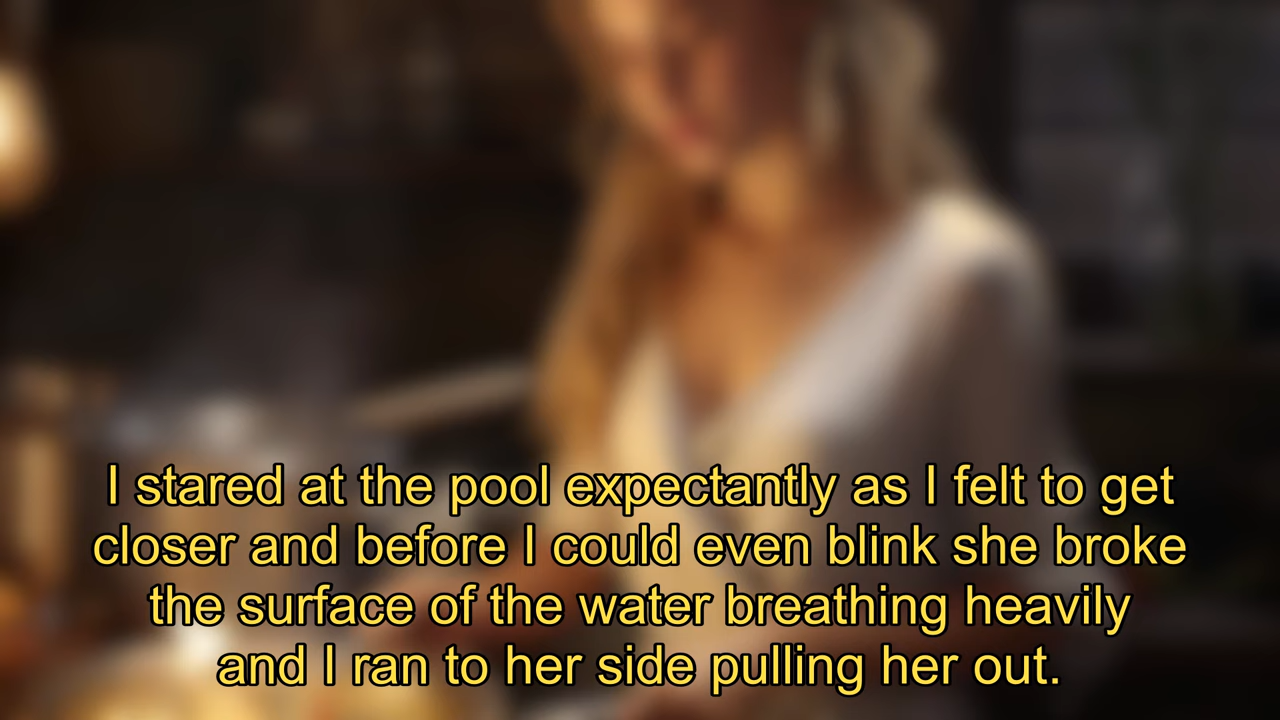 I stared at the pool expectantly as I felt to get
closer and before I could even blink she broke
the surface of the water breathing heavily
and I ran to her side pulling her out.